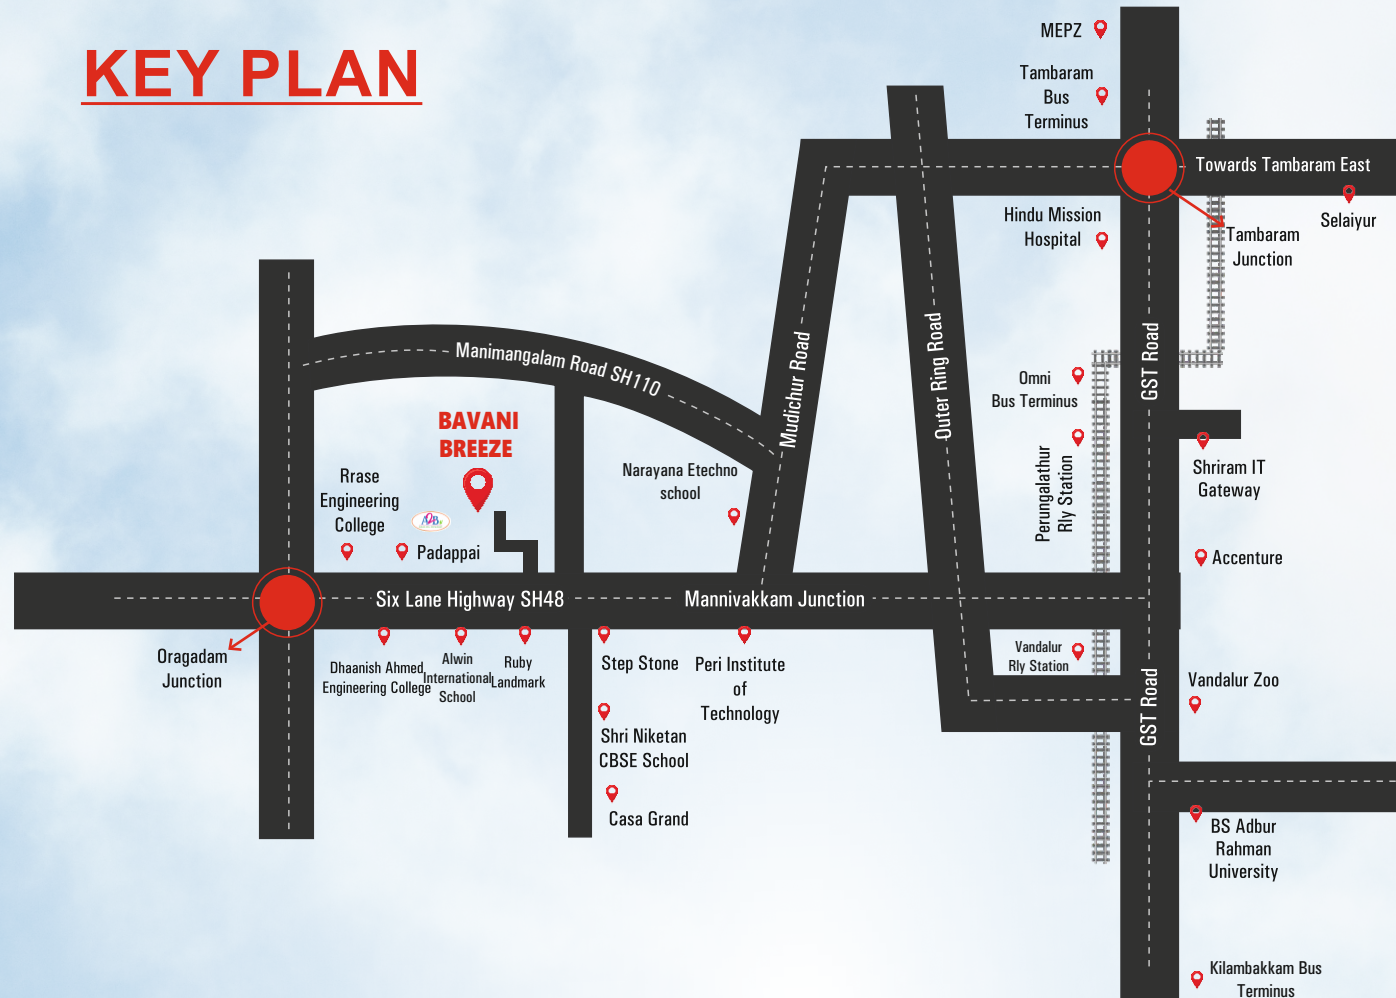 KEY PLAN
MEPZ
Tambaram
Bus
Terminus
Towards Tambaram East
Selaiyur
Tambaram
Junction
Hindu Mission
Hospital
GST Road
Outer Ring Road
Mudichur Road
Manimangalam Road SH110
Omni
Bus Terminus
Perungalathur
Rly Station
Shriram IT
Gateway
Accenture
BAVANI
BREEZE
Rrase
Engineering
College
A2B
Padappai
Narayana Etechno
school
Six Lane Highway SH48
Mannivakkam Junction
Oragadam
Junction
Dhaanish Ahmed
Engineering College
Alwin
International
School
Ruby
Landmark
Step Stone
Shri Niketan
CBSE School
Casa Grand
Peri Institute
of
Technology
Vandalur
Rly Station
GST Road
Vandalur Zoo
BS Adbur
Rahman
University
Kilambakkam Bus
Terminus